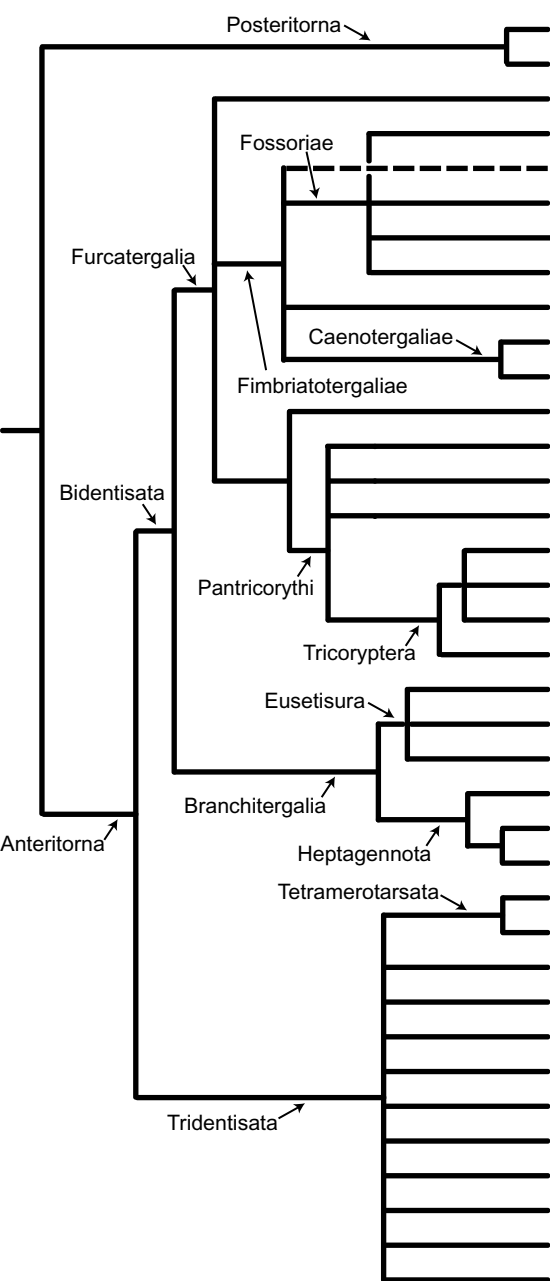 Posteritorna
Fossoriae
Furcatergalia
Caenotergaliae
Fimbriatotergaliae
Bidentisata
Pantricorythi
Tricoryptera
Eusetisura
Branchitergalia
Anteritorna
Heptagennota
Tetramerotarsata
Tridentisata